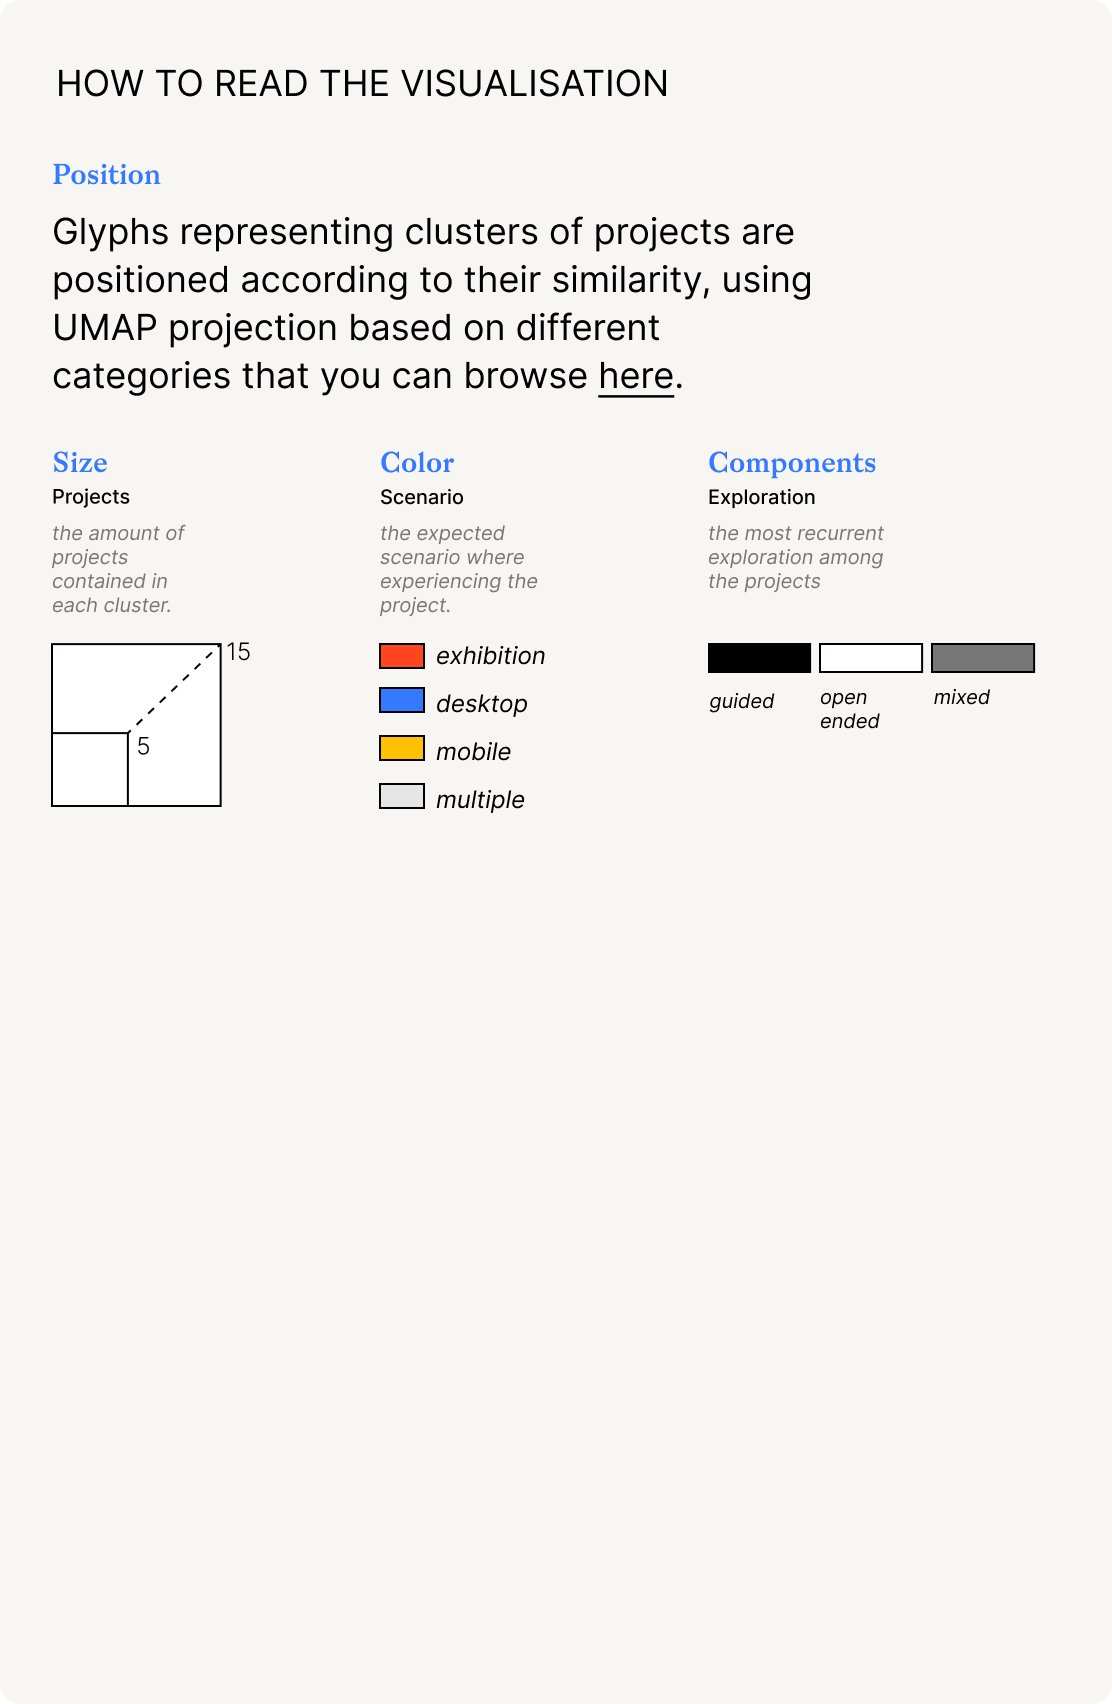 HOW TO READ THE VISUALISATION
Position
Glyphs representing clusters of projects are
positioned according to their similarity, using
UMAP projection based on different
categories that you can browse here.
Size
Projects
the amount of
projects
contained in
each cluster.
15
5
Color
Scenario
the expected
scenario where
experiencing the
project.
exhibition
desktop
mobile
multiple
Components
Exploration
the most recurrent
exploration among
the projects
guided
open
ended
mixed